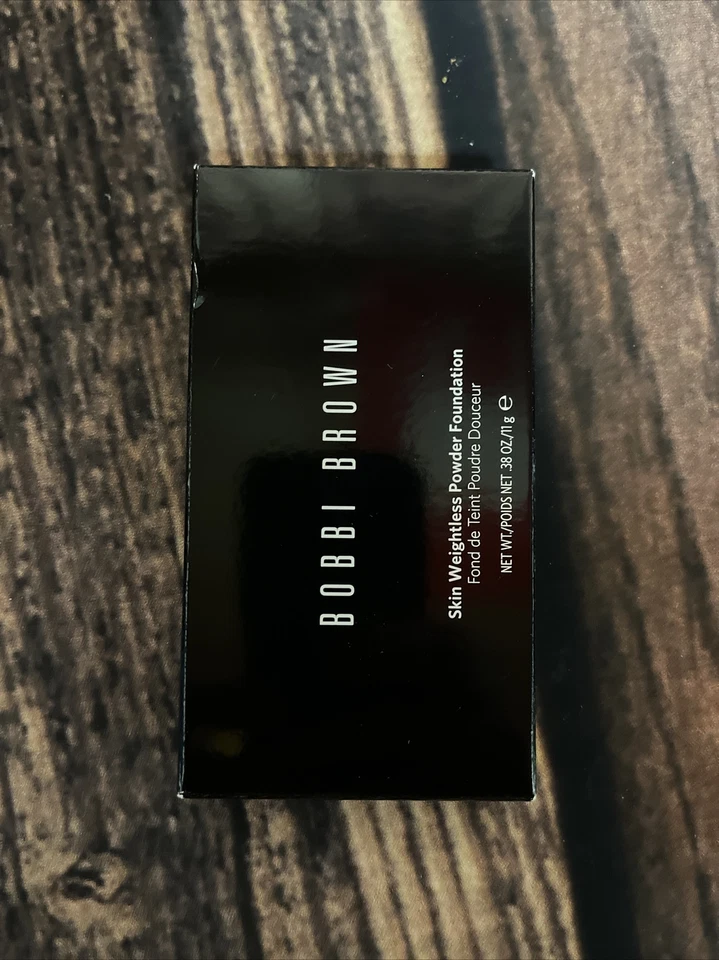 BOBBI BROWN
Skin Weightless Powder Foundation
Fond de Teint Poudre Douceur
NET WT./POIDS NET .38 OZ/11 g ℮